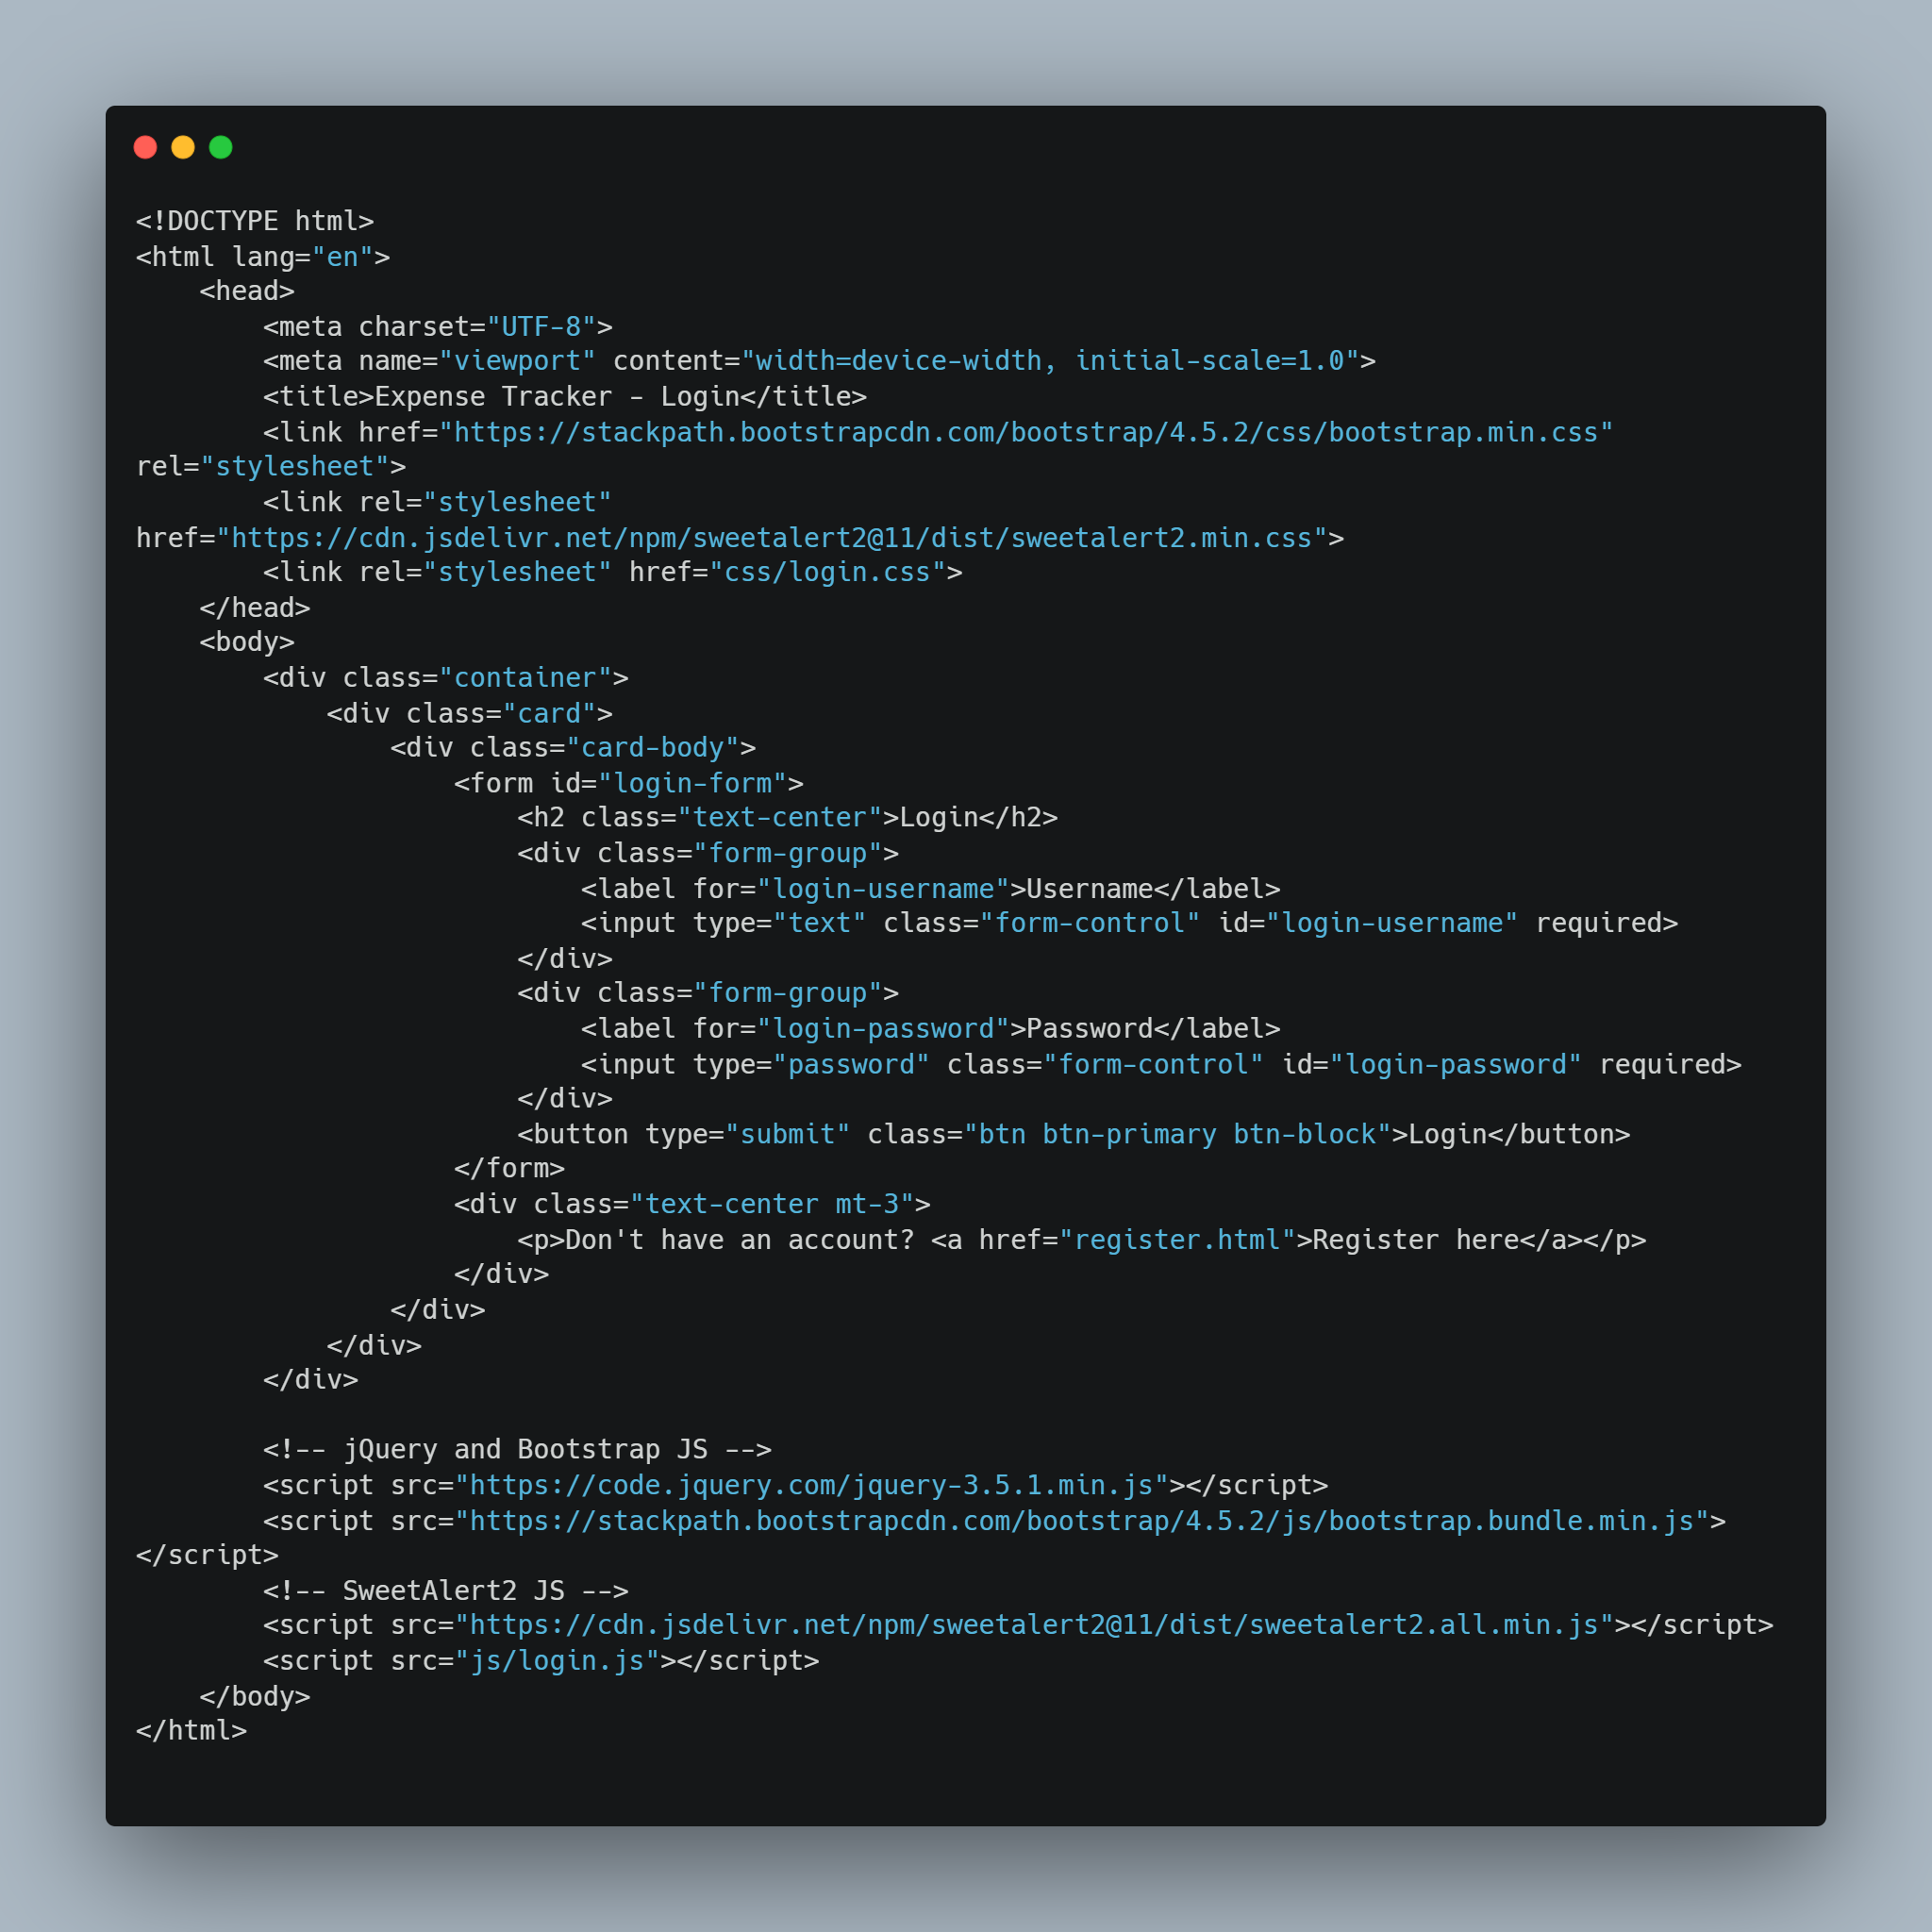 <!DOCTYPE html>
<html lang="en">
    <head>
        <meta charset="UTF-8">
        <meta name="viewport" content="width=device-width, initial-scale=1.0">
        <title>Expense Tracker - Login</title>
        <link href="https://stackpath.bootstrapcdn.com/bootstrap/4.5.2/css/bootstrap.min.css"
rel="stylesheet">
        <link rel="stylesheet"
href="https://cdn.jsdelivr.net/npm/sweetalert2@11/dist/sweetalert2.min.css">
        <link rel="stylesheet" href="css/login.css">
    </head>
    <body>
        <div class="container">
            <div class="card">
                <div class="card-body">
                    <form id="login-form">
                        <h2 class="text-center">Login</h2>
                        <div class="form-group">
                            <label for="login-username">Username</label>
                            <input type="text" class="form-control" id="login-username" required>
                        </div>
                        <div class="form-group">
                            <label for="login-password">Password</label>
                            <input type="password" class="form-control" id="login-password" required>
                        </div>
                        <button type="submit" class="btn btn-primary btn-block">Login</button>
                    </form>
                    <div class="text-center mt-3">
                        <p>Don't have an account? <a href="register.html">Register here</a></p>
                    </div>
                </div>
            </div>
        </div>

        <!-- jQuery and Bootstrap JS -->
        <script src="https://code.jquery.com/jquery-3.5.1.min.js"></script>
        <script src="https://stackpath.bootstrapcdn.com/bootstrap/4.5.2/js/bootstrap.bundle.min.js">
</script>
        <!-- SweetAlert2 JS -->
        <script src="https://cdn.jsdelivr.net/npm/sweetalert2@11/dist/sweetalert2.all.min.js"></script>
        <script src="js/login.js"></script>
    </body>
</html>